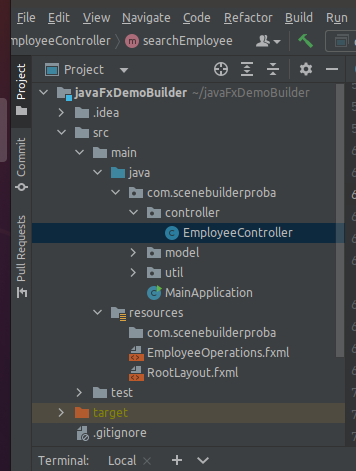 File Edit View Navigate Code Refactor Build Run
mployeeController searchEmployee
Project
javaFxDemoBuilder ~/javaFxDemoBuilder
.idea
src
main
java
com.scenebuilderproba
controller
EmployeeController
model
util
MainApplication
resources
com.scenebuilderproba
EmployeeOperations.fxml
RootLayout.fxml
test
target
.gitignore
Project
Commit
Pull Requests
Terminal: Local